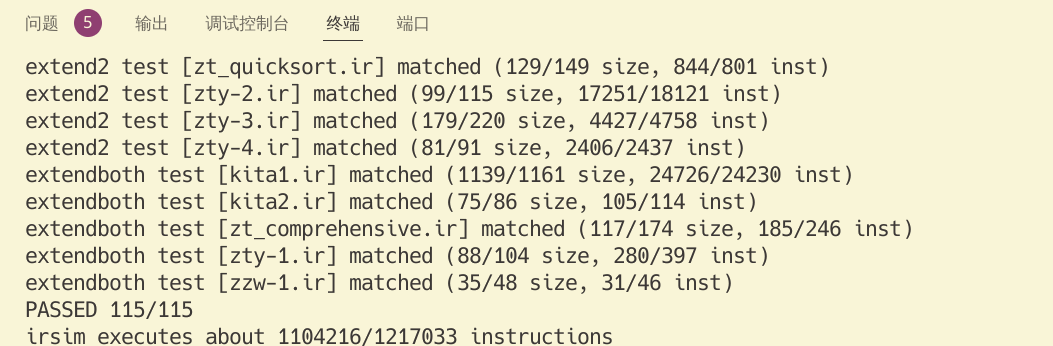 问题 5 输出 调试控制台 终端 端口
extend2 test [zt_quicksort.ir] matched (129/149 size, 844/801 inst)
extend2 test [zty-2.ir] matched (99/115 size, 17251/18121 inst)
extend2 test [zty-3.ir] matched (179/220 size, 4427/4758 inst)
extend2 test [zty-4.ir] matched (81/91 size, 2406/2437 inst)
extendboth test [kita1.ir] matched (1139/1161 size, 24726/24230 inst)
extendboth test [kita2.ir] matched (75/86 size, 105/114 inst)
extendboth test [zt_comprehensive.ir] matched (117/174 size, 185/246 inst)
extendboth test [zty-1.ir] matched (88/104 size, 280/397 inst)
extendboth test [zzw-1.ir] matched (35/48 size, 31/46 inst)
PASSED 115/115
irsim executes about 1104216/1217033 instructions